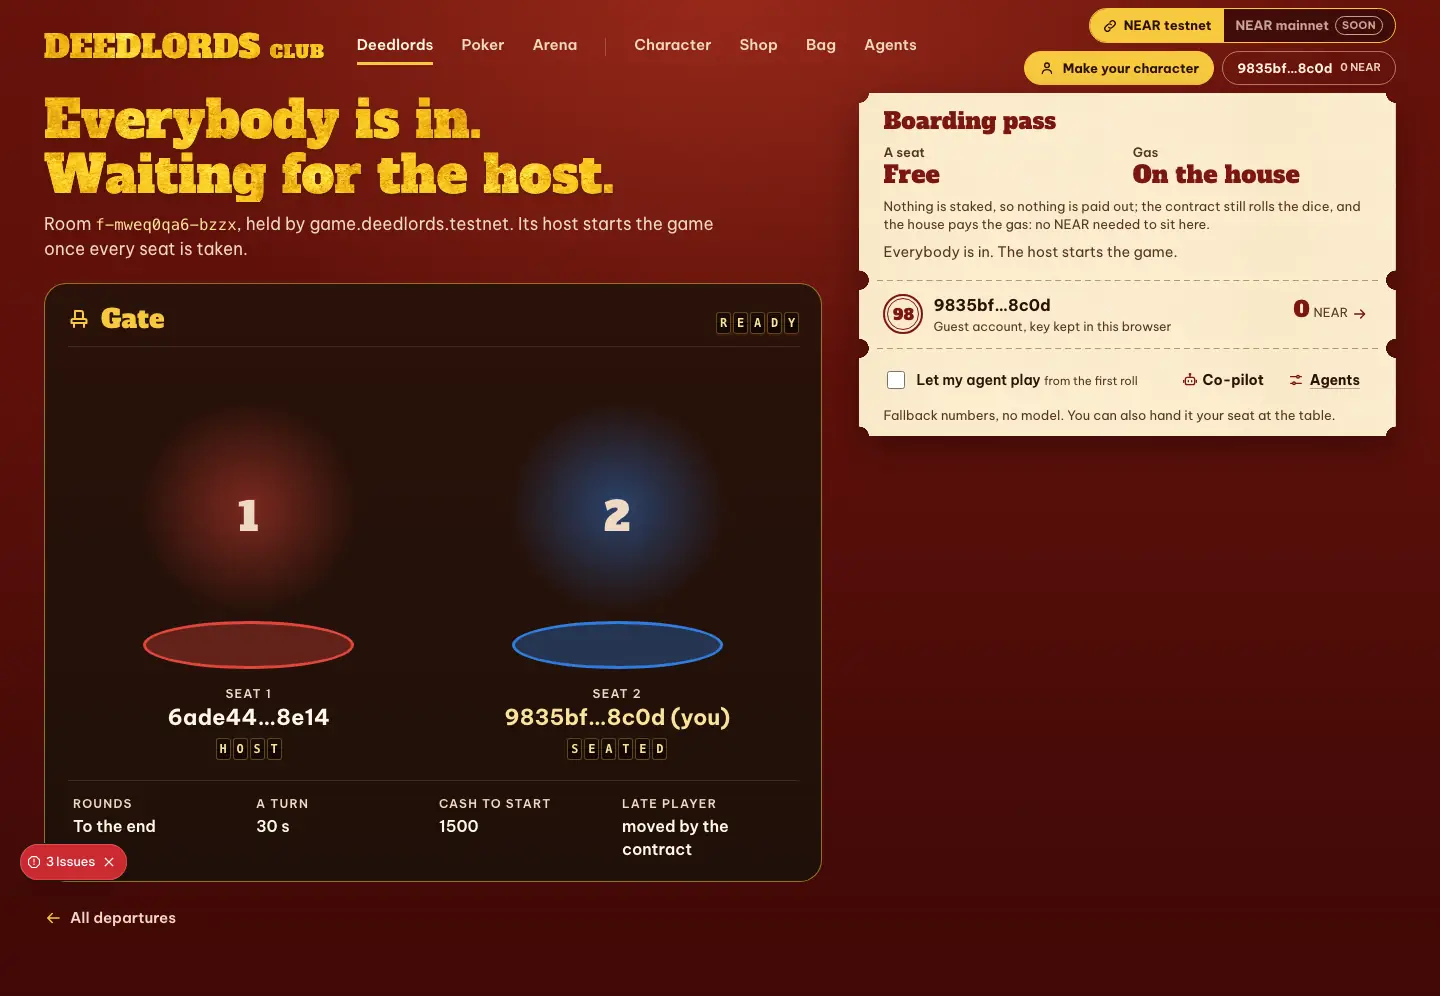 DEEDLORDS CLUB
Deedlords
Poker
Arena
Character
Shop
Bag
Agents
NEAR testnet
NEAR mainnet SOON
Make your character
9835bf…8c0d 0 NEAR
Everybody is in.
Waiting for the host.
Room f-mweq0qa6-bzzx, held by game.deedlords.testnet. Its host starts the game
once every seat is taken.
Gate
READY
1
2
SEAT 1
6ade44…8e14
HOST
SEAT 2
9835bf…8c0d (you)
SEATED
ROUNDS
To the end
A TURN
30 s
CASH TO START
1500
LATE PLAYER
moved by the
contract
3 Issues
← All departures
Boarding pass
A seat
Free
Gas
On the house
Nothing is staked, so nothing is paid out; the contract still rolls the dice, and
the house pays the gas: no NEAR needed to sit here.
Everybody is in. The host starts the game.
98
9835bf…8c0d
Guest account, key kept in this browser
0 NEAR →
Let my agent play from the first roll
Co-pilot
Agents
Fallback numbers, no model. You can also hand it your seat at the table.